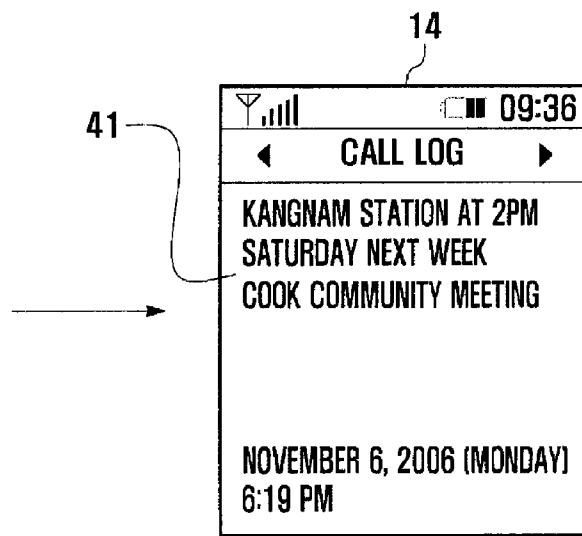 14
09:36
41
CALL LOG
KANGNAM STATION AT 2PM
SATURDAY NEXT WEEK
COOK COMMUNITY MEETING
NOVEMBER 6, 2006 (MONDAY)
6:19 PM